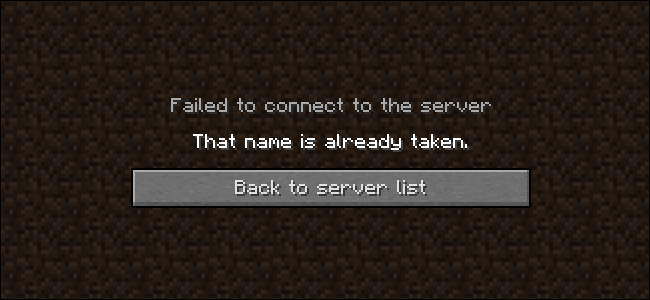 Failed to connect to the server
That name is already taken.
Back to server list